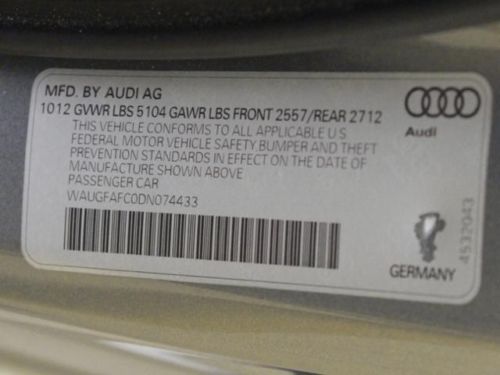 MFD. BY AUDI AG
1012 GVWR LBS 5104 GAWR LBS FRONT 2557/REAR 2712
THIS VEHICLE CONFORMS TO ALL APPLICABLE U S
FEDERAL MOTOR VEHICLE SAFETY, BUMPER AND THEFT
PREVENTION STANDARDS IN EFFECT ON THE DATE OF
MANUFACTURE SHOWN ABOVE
PASSENGER CAR
WAUGFAFC0DN074433
Audi
4532043
GERMANY